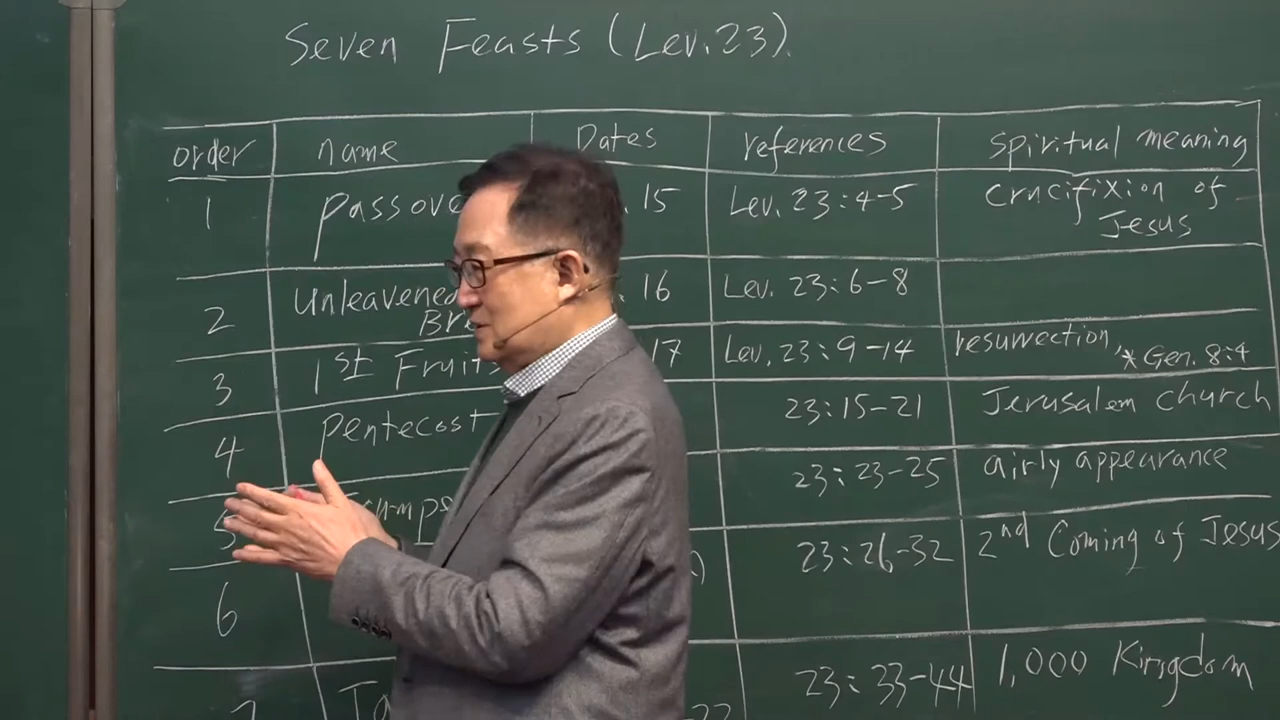 Seven Feasts (Lev. 23)
order name Dates references spiritual meaning
1 .15 Lev. 23:4-5 crucifixion of
Jesus
2 unleavened .16 Lev. 23:6-8
3 1st 17 Lev. 23:9-14 resurrection, *Gen. 8:4
4 pentecost 23:15-21 Jerusalem church
5 23:23-25 airly appearance
6 23:26-32 2nd Coming of Jesus
23:33-44 1,000 Kingdom